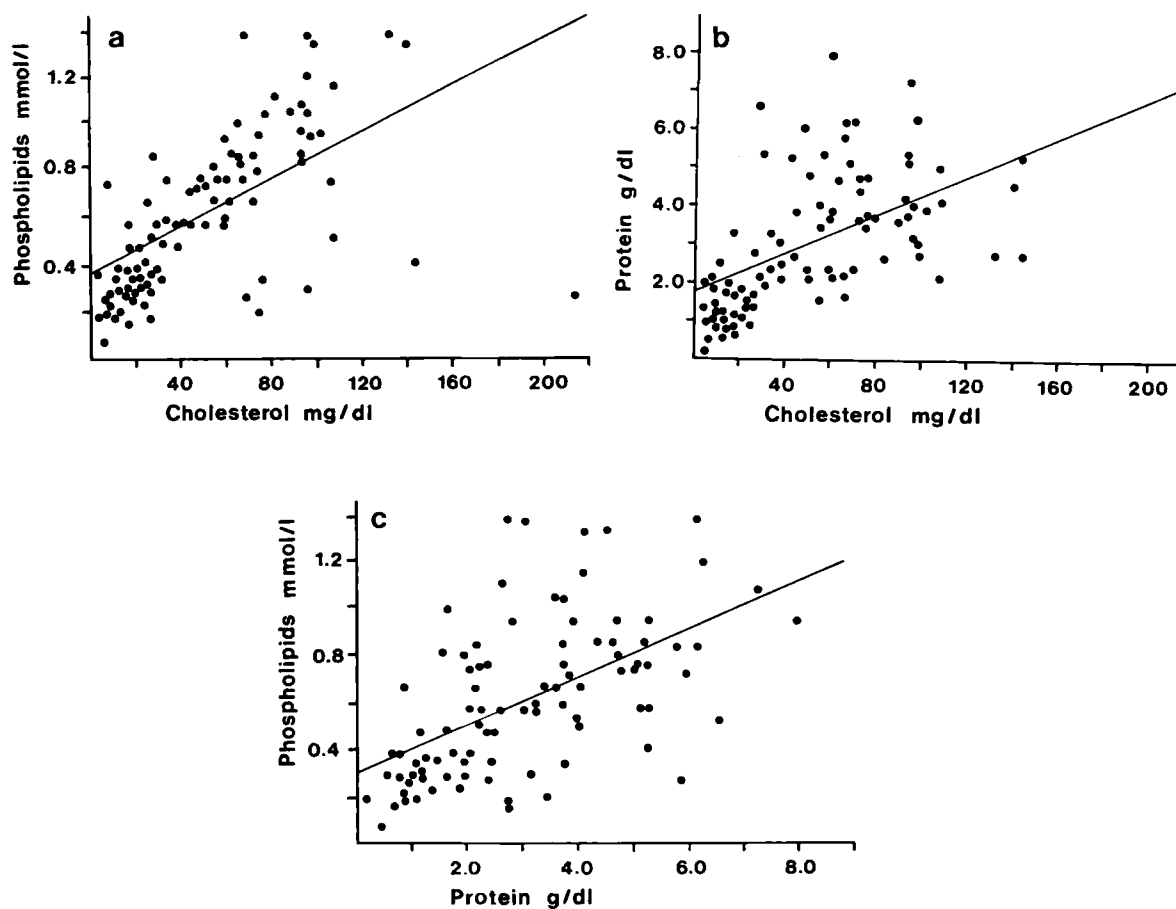 a
Phospholipids mmol/l
1.2
0.8
0.4
40 80 120 160 200
Cholesterol mg/dl
b
Protein g/dl
8.0
6.0
4.0
2.0
40 80 120 160 200
Cholesterol mg/dl
c
Phospholipids mmol/l
1.2
0.8
0.4
2.0 4.0 6.0 8.0
Protein g/dl